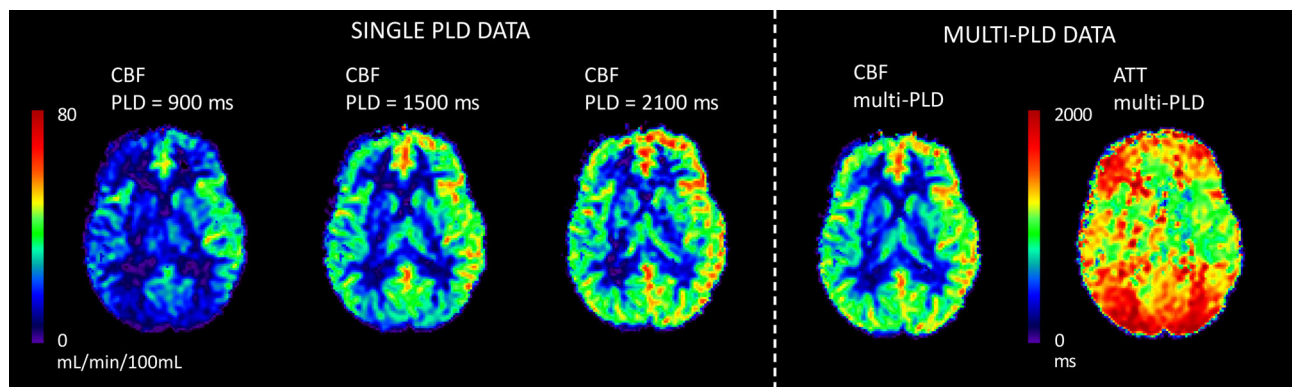 SINGLE PLD DATA
MULTI-PLD DATA
CBF
PLD = 900 ms
CBF
PLD = 1500 ms
CBF
PLD = 2100 ms
CBF
multi-PLD
ATT
multi-PLD
80
0
mL/min/100mL
2000
0
ms